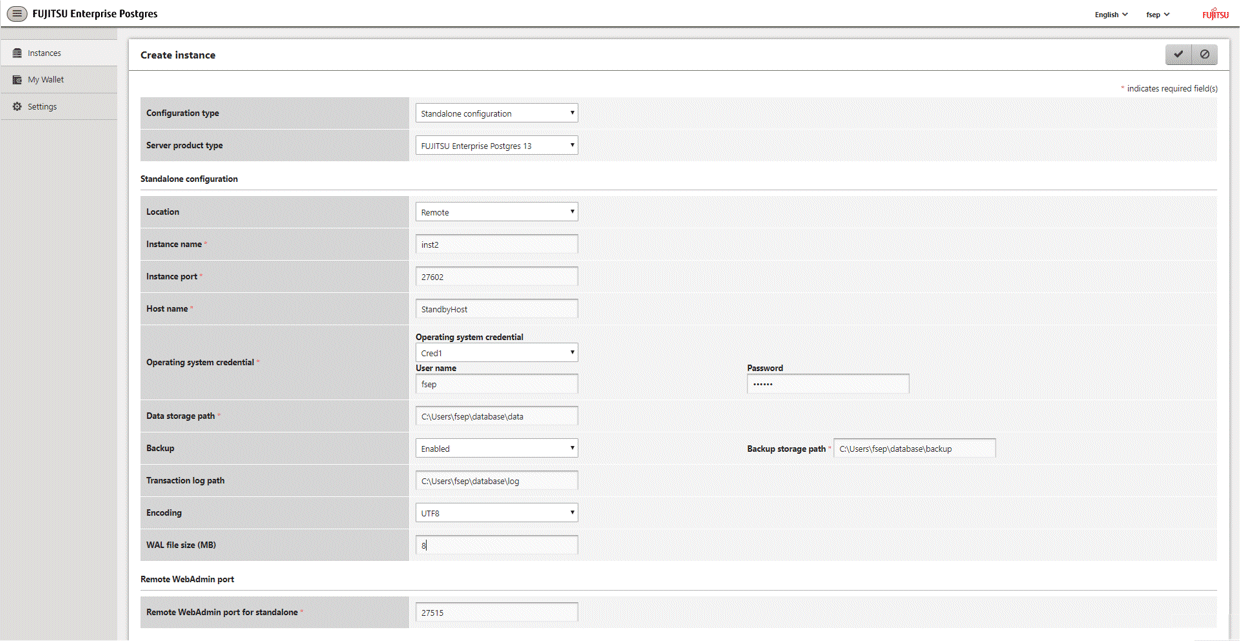 FUJITSU Enterprise Postgres
English
fsep
FUJITSU
Instances
My Wallet
Settings
Create instance
* indicates required field(s)
Configuration type
Standalone configuration
Server product type
FUJITSU Enterprise Postgres 13
Standalone configuration
Location
Remote
Instance name *
inst2
Instance port *
27602
Host name *
StandbyHost
Operating system credential *
Operating system credential
Cred1
User name
Password
fsep
••••••
Data storage path *
C:\Users\fsep\database\data
Backup
Enabled
Backup storage path *
C:\Users\fsep\database\backup
Transaction log path
C:\Users\fsep\database\log
Encoding
UTF8
WAL file size (MB)
8
Remote WebAdmin port
Remote WebAdmin port for standalone *
27515